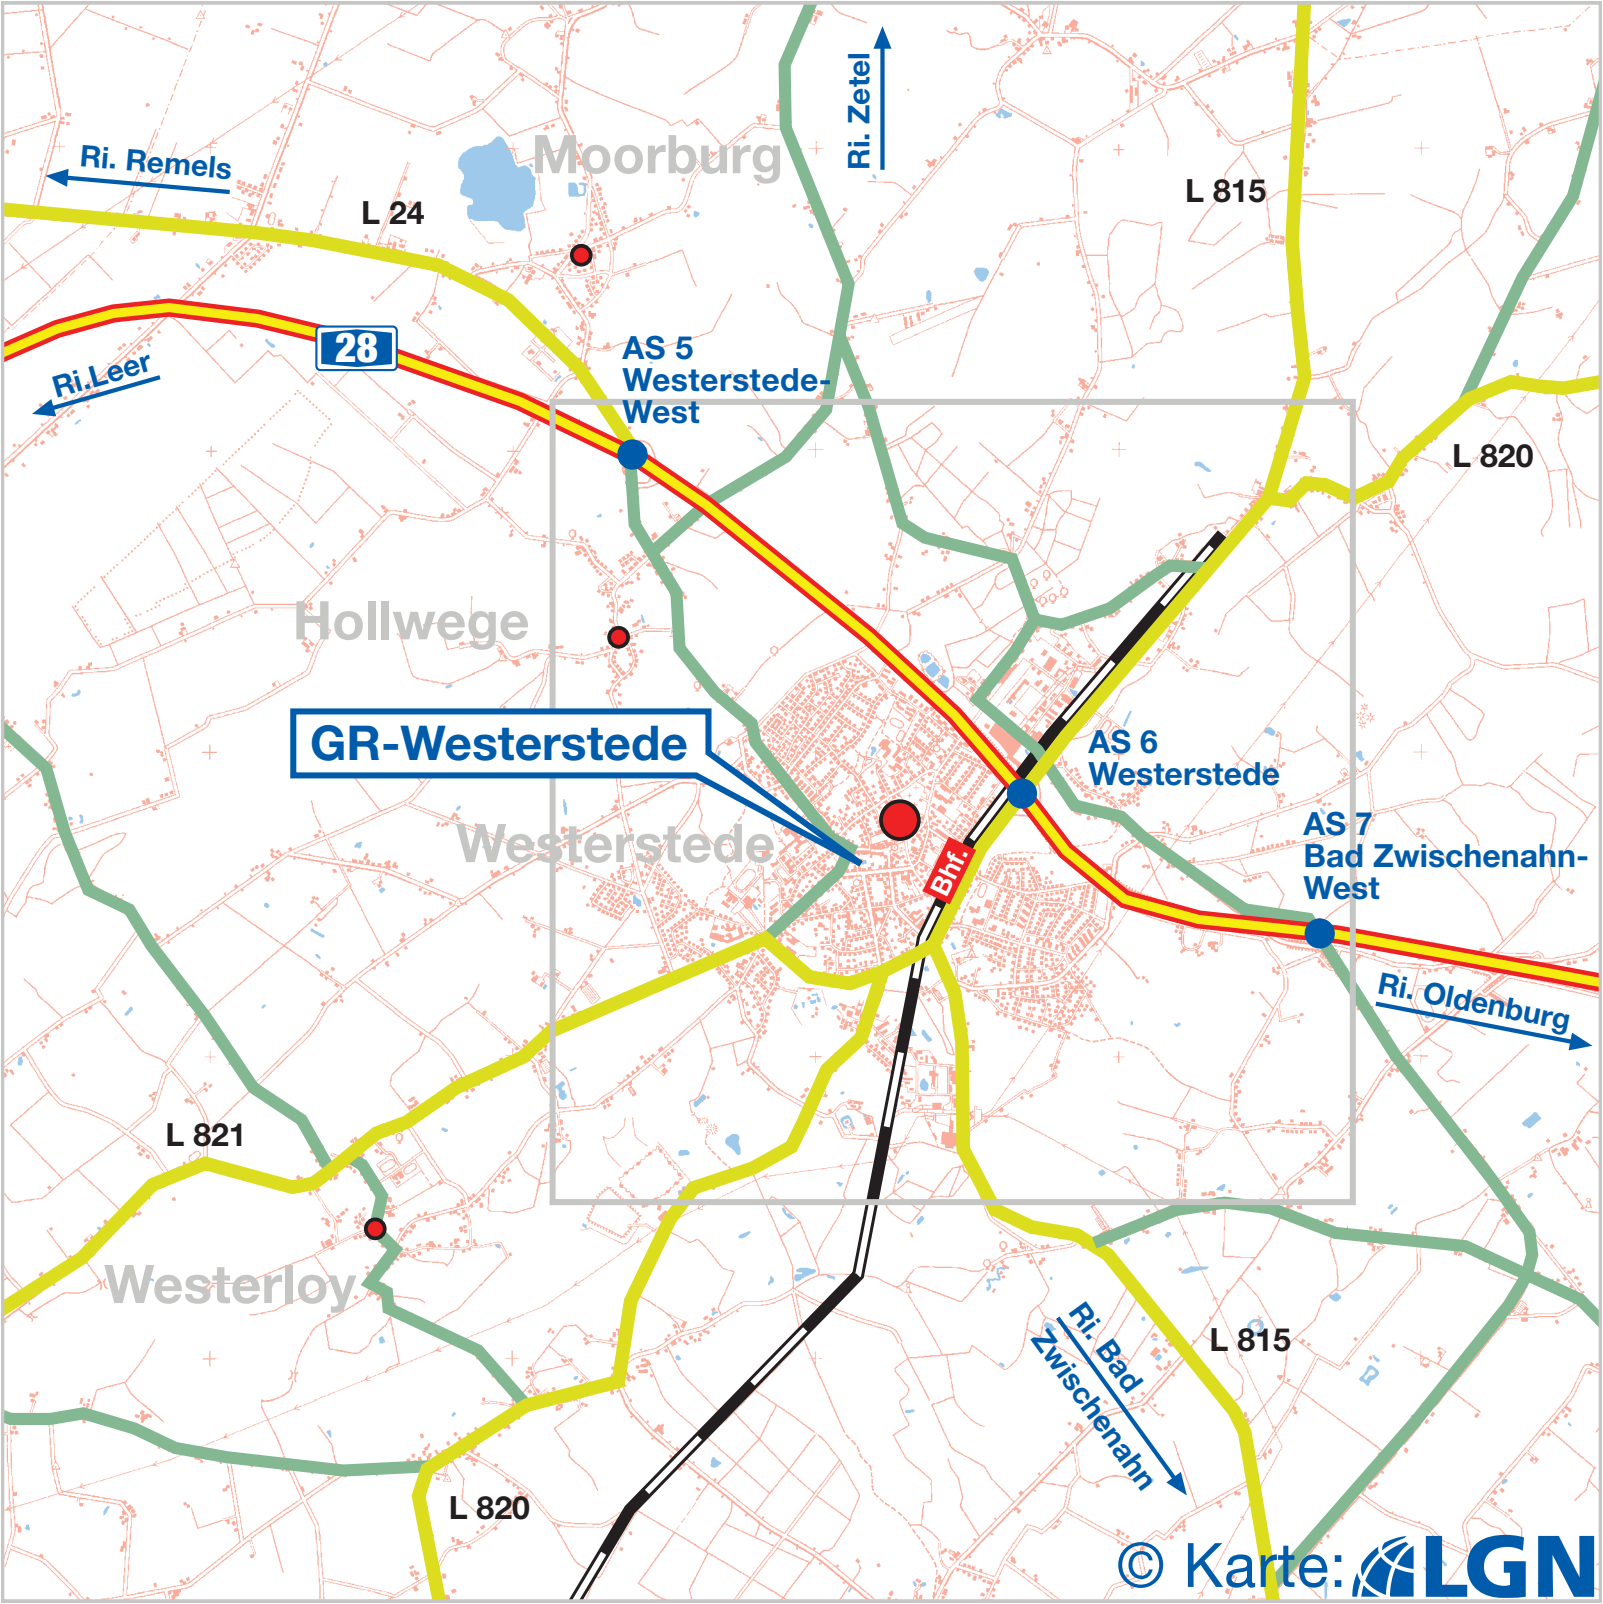 Ri. Zetel
Moorburg
Ri. Remels
L 24
L 815
28
Ri.Leer
AS 5
Westerstede-
West
L 820
Hollwege
GR-Westerstede
AS 6
Westerstede
Westerstede
AS 7
Bad Zwischenahn-
West
Bhf.
Ri. Oldenburg
L 821
Westerloy
Ri. Bad
Zwischenahn
L 815
L 820
© Karte: LGN